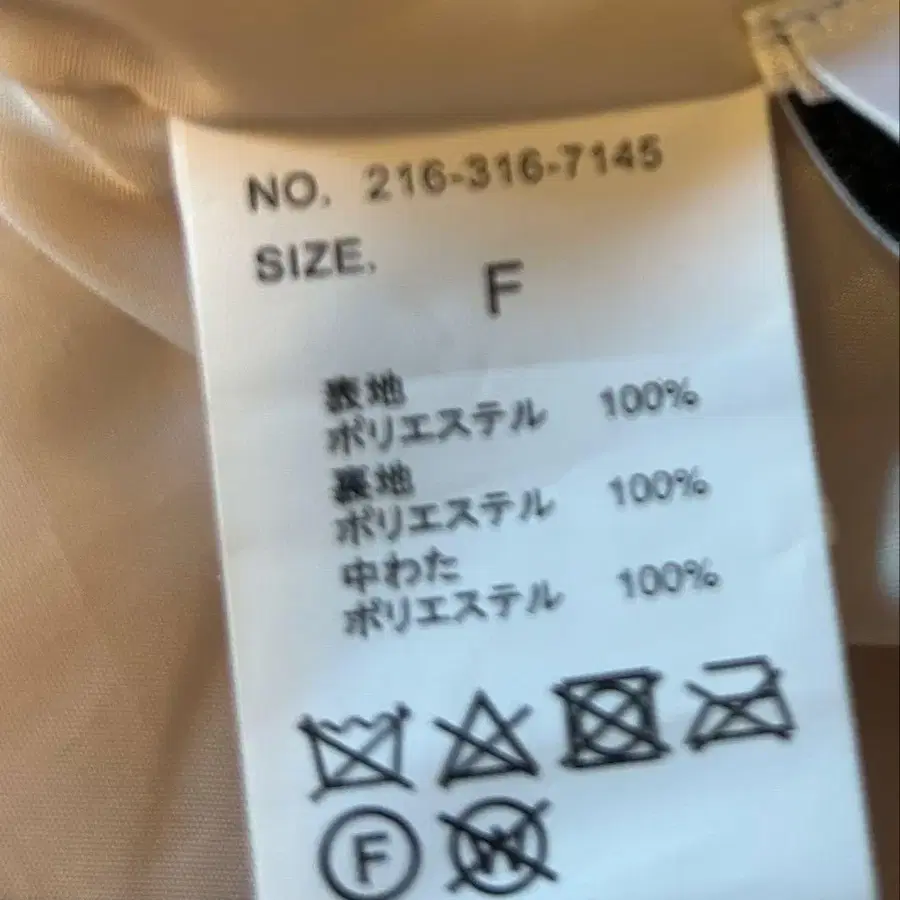 NO. 216-316-7145
SIZE.
F
表地
ポリエステル 100%
裏地
ポリエステル 100%
中わた
ポリエステル 100%
F W